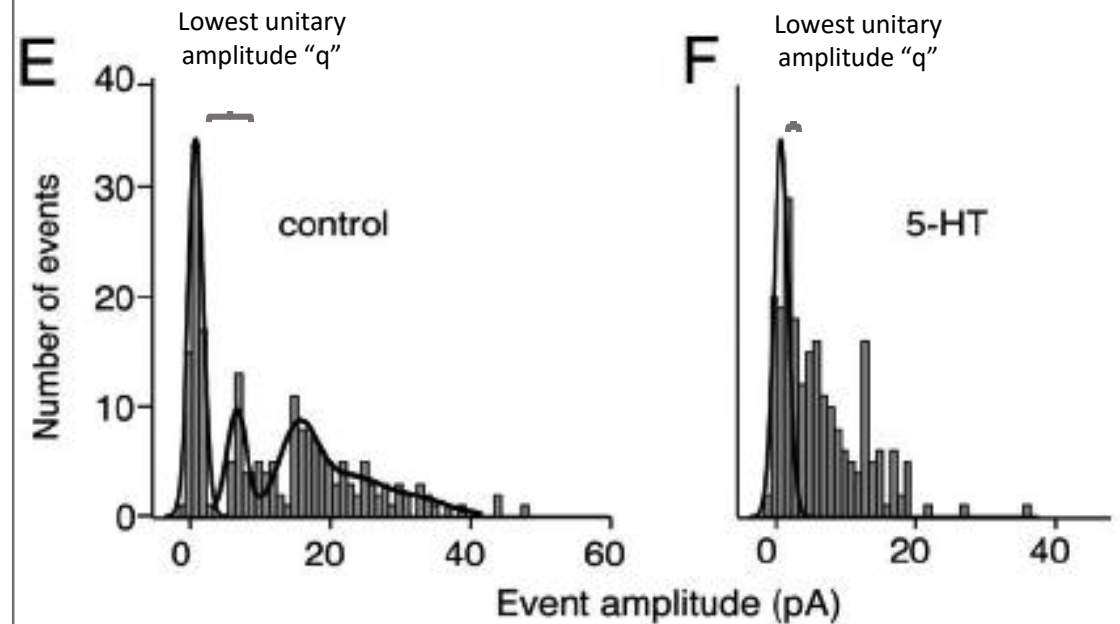 Lowest unitary
amplitude “q”
Lowest unitary
amplitude “q”
E
F
40
30
20
10
0
Number of events
control
5-HT
0 20 40 60
0 20 40
Event amplitude (pA)